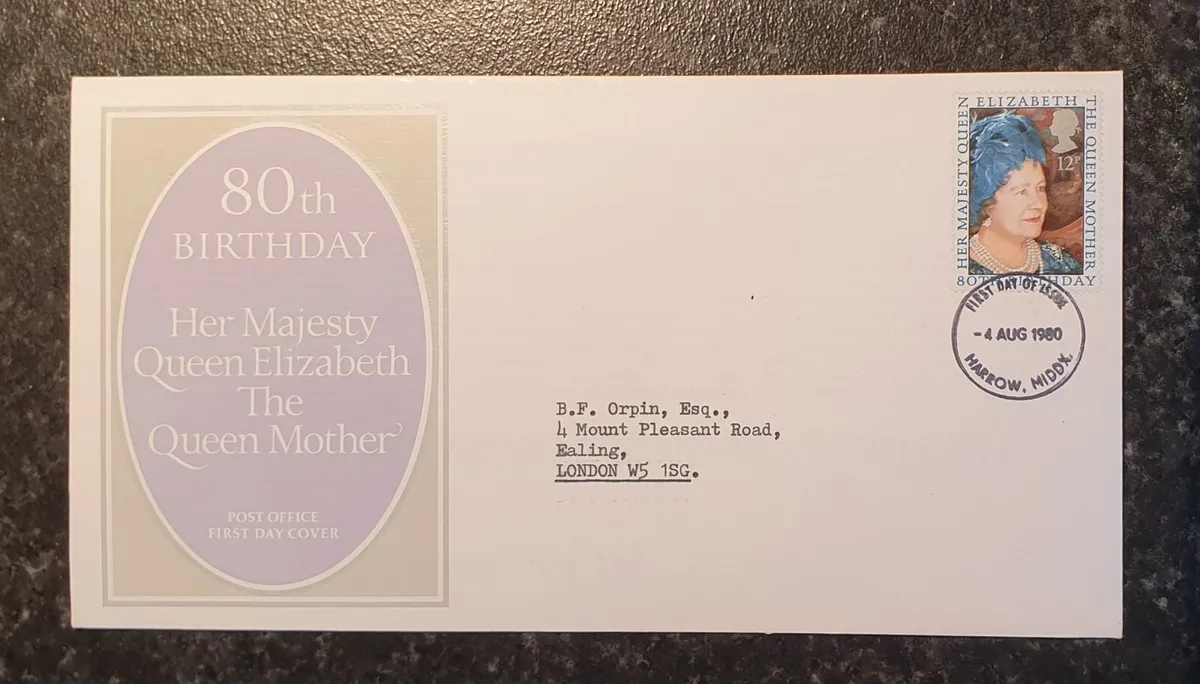 80th
BIRTHDAY
Her Majesty
Queen Elizabeth
The
Queen Mother
POST OFFICE
FIRST DAY COVER
HER MAJESTY QUEEN
ELIZABETH
THE QUEEN MOTHER
80TH BIRTHDAY
12P
FIRST DAY OF ISSUE
-4 AUG 1980
HARROW, MIDDX.
B.F. Orpin, Esq.,
4 Mount Pleasant Road,
Ealing,
LONDON W5 1SG.